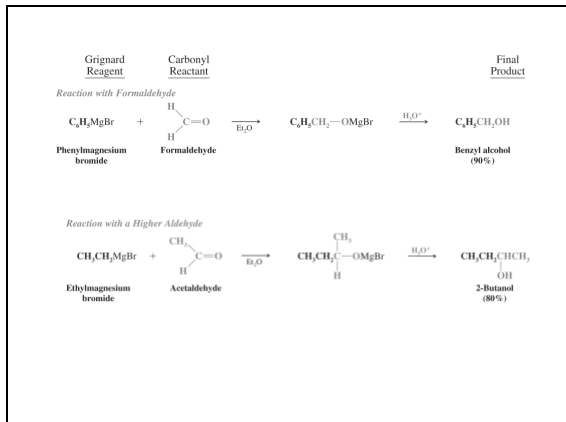 Grignard Reagent
Carbonyl Reactant
Final Product
Reaction with Formaldehyde
C₆H₅MgBr + H H C=O Et₂O C₆H₅CH₂—OMgBr H₃O⁺ C₆H₅CH₂OH
Phenylmagnesium bromide
Formaldehyde
Benzyl alcohol (90%)
Reaction with a Higher Aldehyde
CH₃CH₂MgBr + CH₃ H C=O Et₂O CH₃CH₂C—OMgBr CH₃ H H₃O⁺ CH₃CH₂CHCH₃ OH
Ethylmagnesium bromide
Acetaldehyde
2-Butanol (80%)